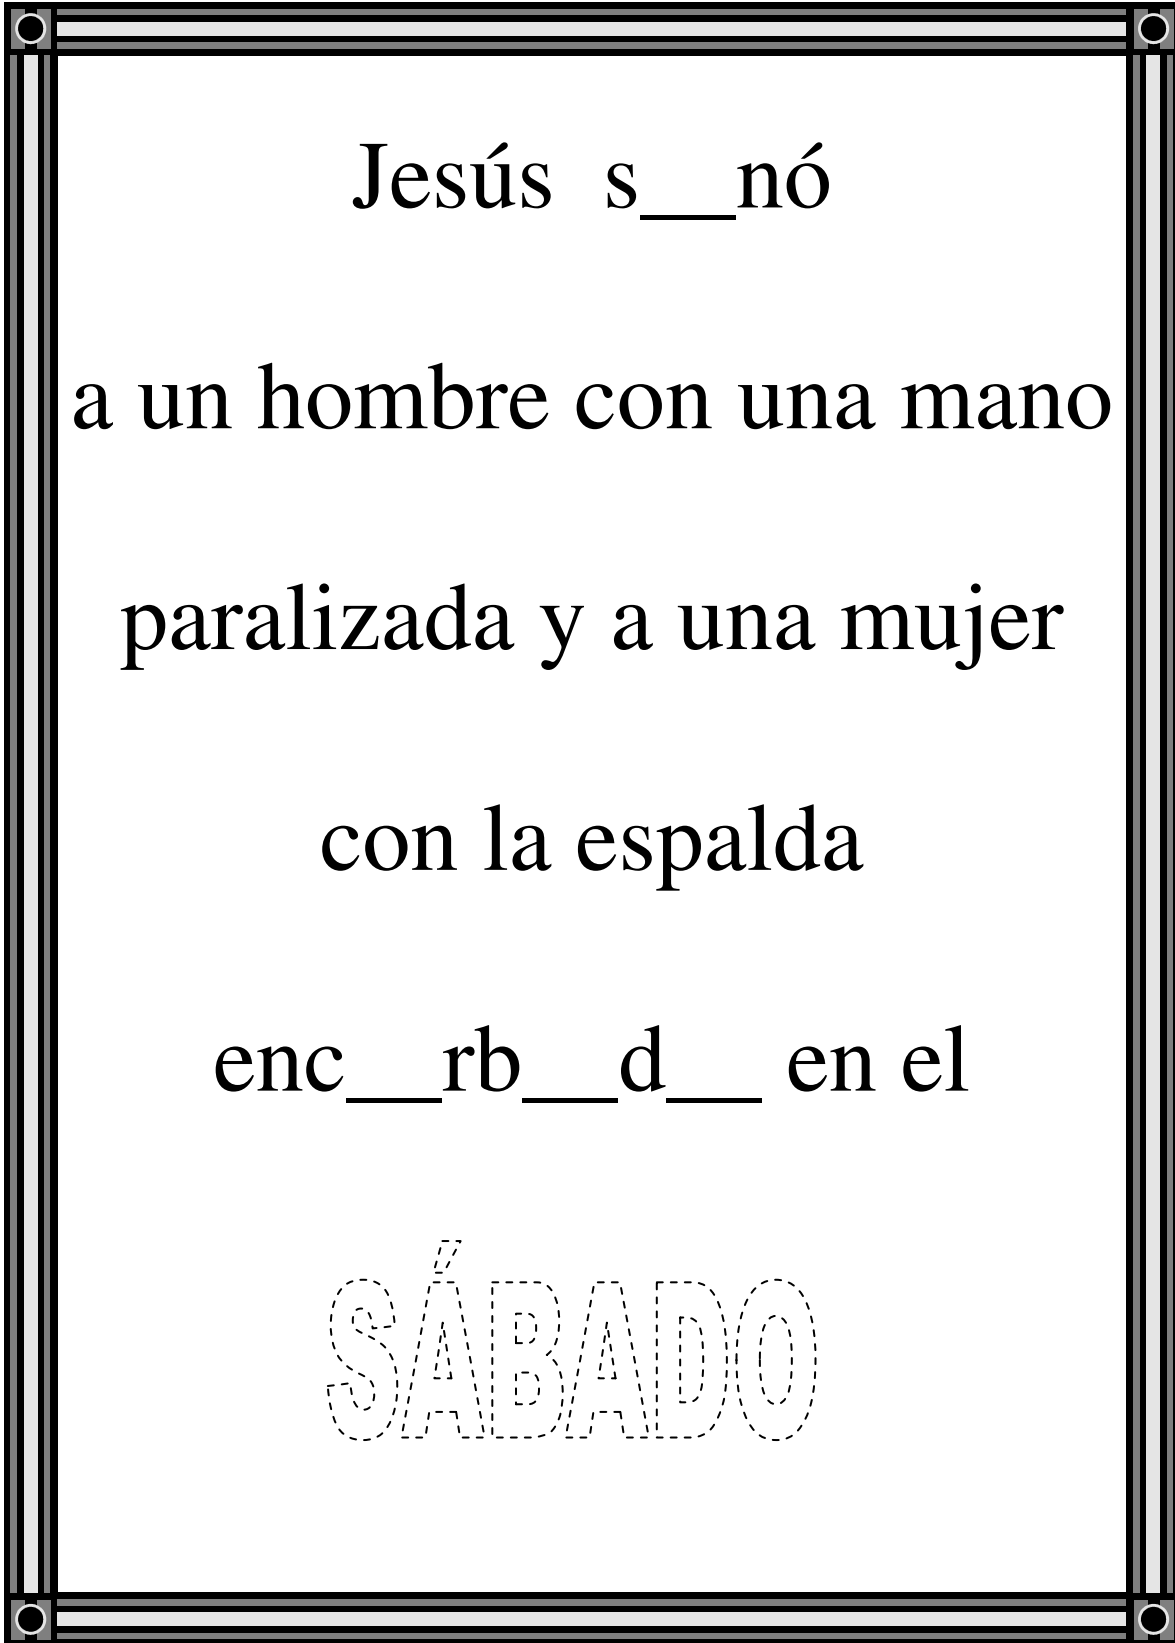 Jesús s__nó
a un hombre con una mano
paralizada y a una mujer
con la espalda
enc__rb__d__ en el
SÁBADO